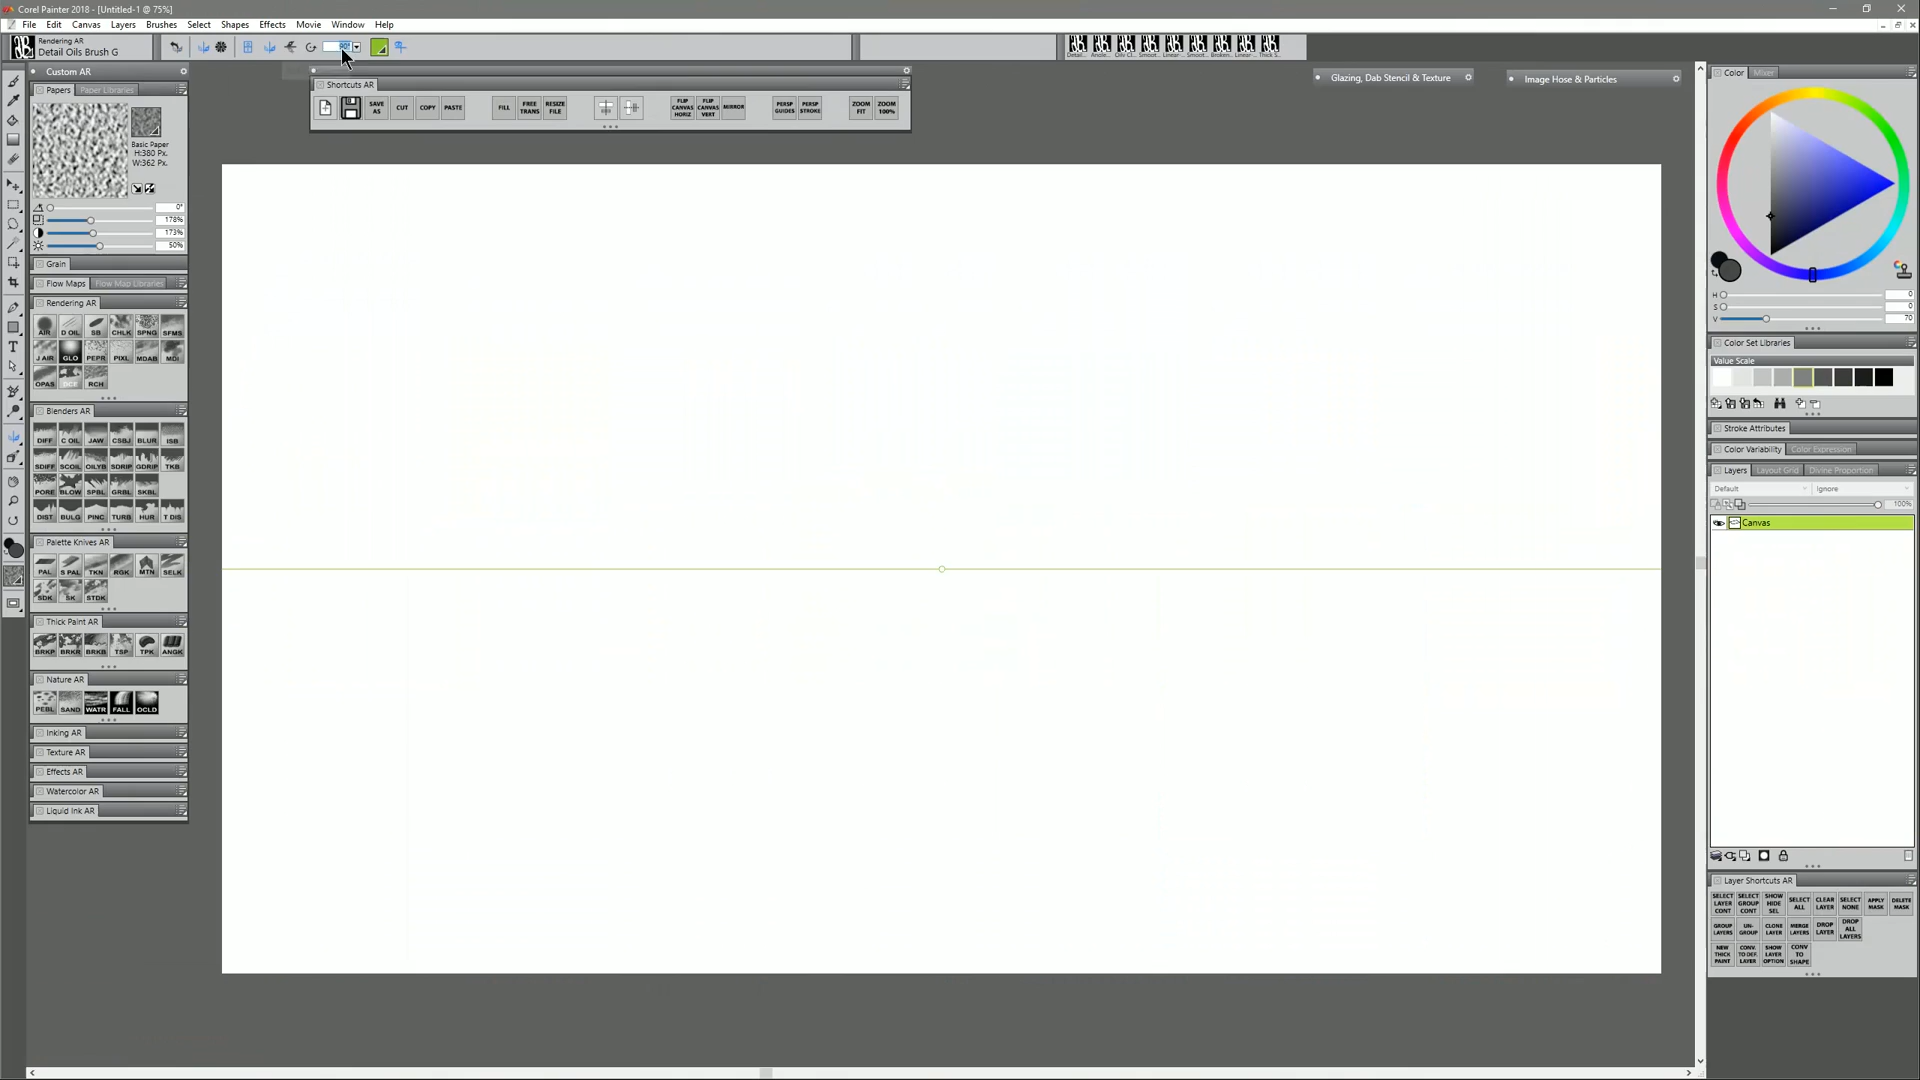 Corel Painter 2018 - [Untitled-1 @ 75%]
File Edit Canvas Layers Brushes Select Shapes Effects Movie Window Help
Rendering AR
Detail Oils Brush G
90°
Detail... Linear... Smoot... Broken... Linear... Thick S...
Custom AR
Shortcuts AR
Glazing, Dab Stencil & Texture
Image Hose & Particles
Color Mixer
Papers Paper Libraries
SAVE AS CUT COPY PASTE FILL FREE TRANS RESIZE FILE FLIP CANVAS HORIZ FLIP CANVAS VERT MIRROR PERSP GUIDES PERSP STROKE ZOOM FIT ZOOM 100%
Basic Paper
H:380 Px.
W:362 Px.
0°
178%
173%
50%
Grain
Flow Maps Flow Map Libraries
Rendering AR
AIR D OIL SB CHLK SPNG SFMS
J AIR GLO PEPR PIXL MDAB MDI
OPAS RCH
Blenders AR
DIFF C OIL JAW CSBJ BLUR ISB
SDIFF SCOIL OILYB SDRIP GDRIP TKB
PORE BLOW SPBL GRBL SKBL
DIST BULG PINC TURB HUR T DIS
Palette Knives AR
PAL S PAL TKN RGK MTN SELK
SDK SK STDK
Thick Paint AR
BRKP BRKR BRKB TSP TPK ANGK
Nature AR
PEBL SAND WATR FALL OCLD
Inking AR
Texture AR
Effects AR
Watercolor AR
Liquid Ink AR
H 0
S 0
V 70
Color Set Libraries
Value Scale
Stroke Attributes
Color Variability Color Expression
Layers Layout Grid Divine Proportion
Default Ignore
100%
Canvas
Layer Shortcuts AR
SELECT LAYER CONT SELECT GROUP CONT SHOW HIDE SEL SELECT ALL CLEAR LAYER SELECT NONE APPLY MASK DELETE MASK
GROUP LAYERS UN-GROUP CLONE LAYER MERGE LAYERS DROP LAYER DROP ALL LAYERS
NEW THICK PAINT CONV. TO DEF. LAYER SHOW LAYER OPTION CONV TO SHAPE